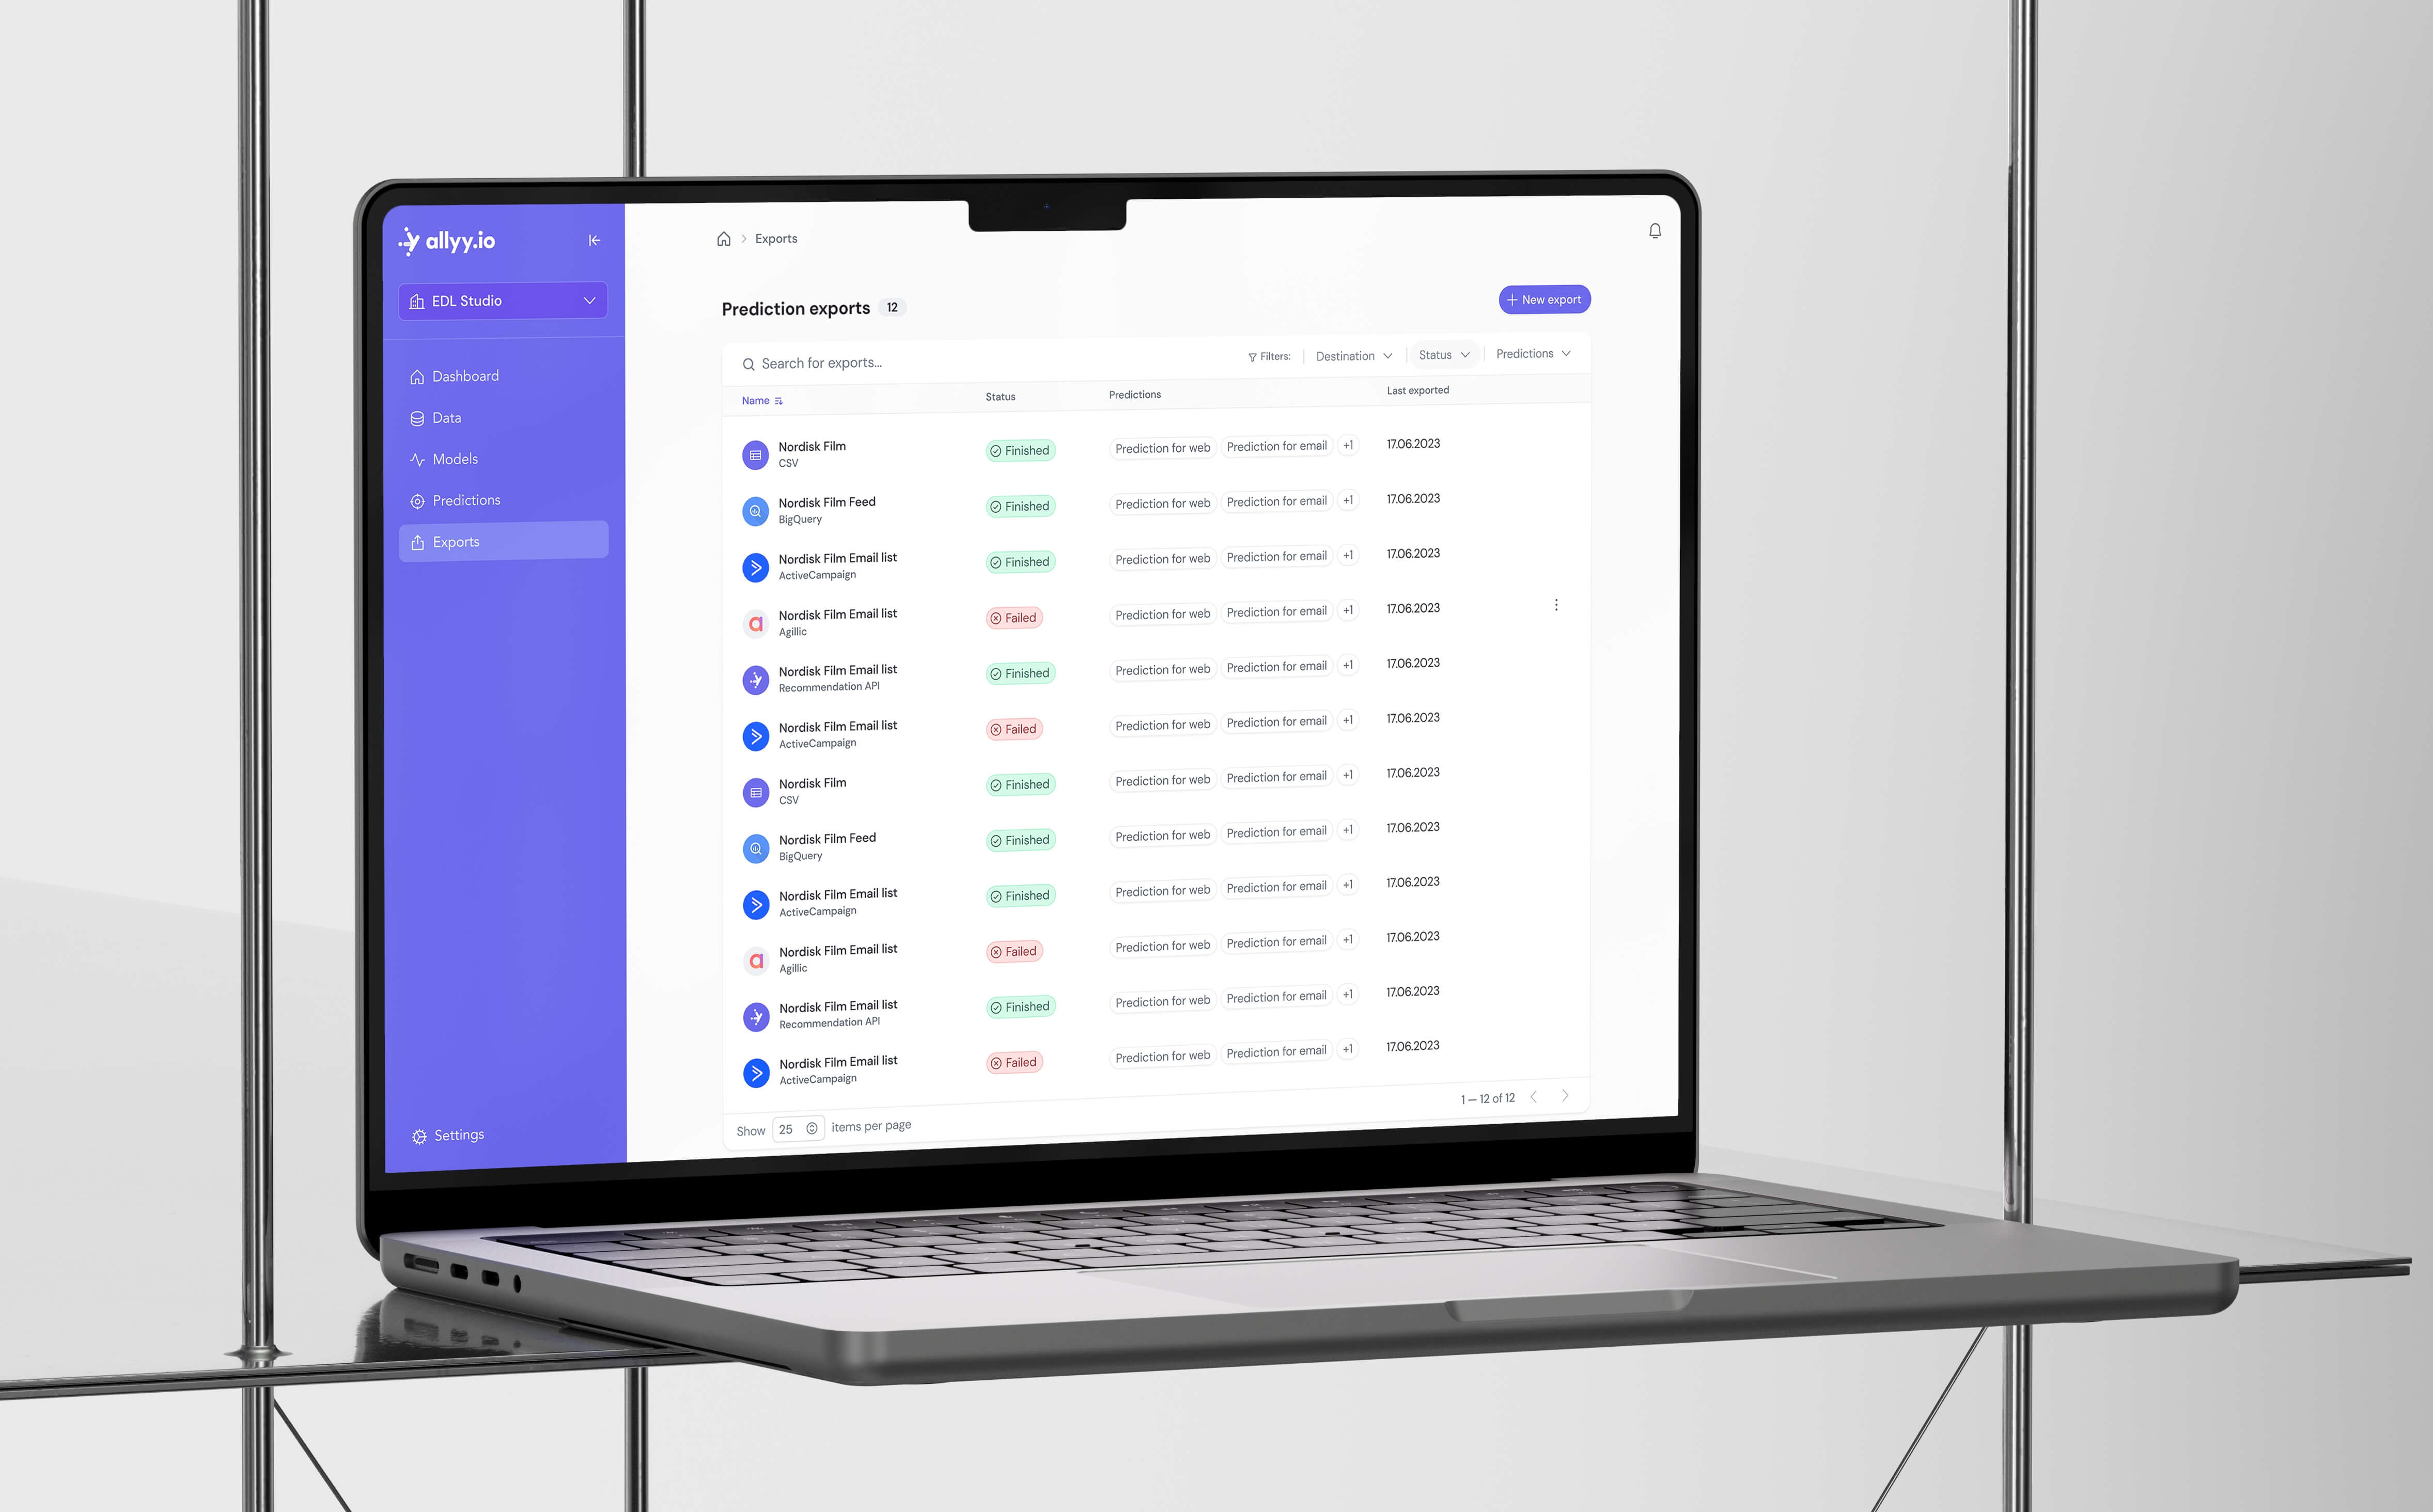 allyy.io
EDL Studio
Dashboard
Data
Models
Predictions
Exports
Settings
Exports
Prediction exports 12
+ New export
Search for exports...
Filters: Destination Status Predictions
Name Status Predictions Last exported
Nordisk Film
CSV
Finished Prediction for web Prediction for email +1 17.06.2023
Nordisk Film Feed
BigQuery
Finished Prediction for web Prediction for email +1 17.06.2023
Nordisk Film Email list
ActiveCampaign
Finished Prediction for web Prediction for email +1 17.06.2023
Nordisk Film Email list
Agillic
Failed Prediction for web Prediction for email +1 17.06.2023
Nordisk Film Email list
Recommendation API
Finished Prediction for web Prediction for email +1 17.06.2023
Nordisk Film Email list
ActiveCampaign
Failed Prediction for web Prediction for email +1 17.06.2023
Nordisk Film
CSV
Finished Prediction for web Prediction for email +1 17.06.2023
Nordisk Film Feed
BigQuery
Finished Prediction for web Prediction for email +1 17.06.2023
Nordisk Film Email list
ActiveCampaign
Finished Prediction for web Prediction for email +1 17.06.2023
Nordisk Film Email list
Agillic
Failed Prediction for web Prediction for email +1 17.06.2023
Nordisk Film Email list
Recommendation API
Finished Prediction for web Prediction for email +1 17.06.2023
Nordisk Film Email list
ActiveCampaign
Failed Prediction for web Prediction for email +1 17.06.2023
Show 25 items per page
1 — 12 of 12